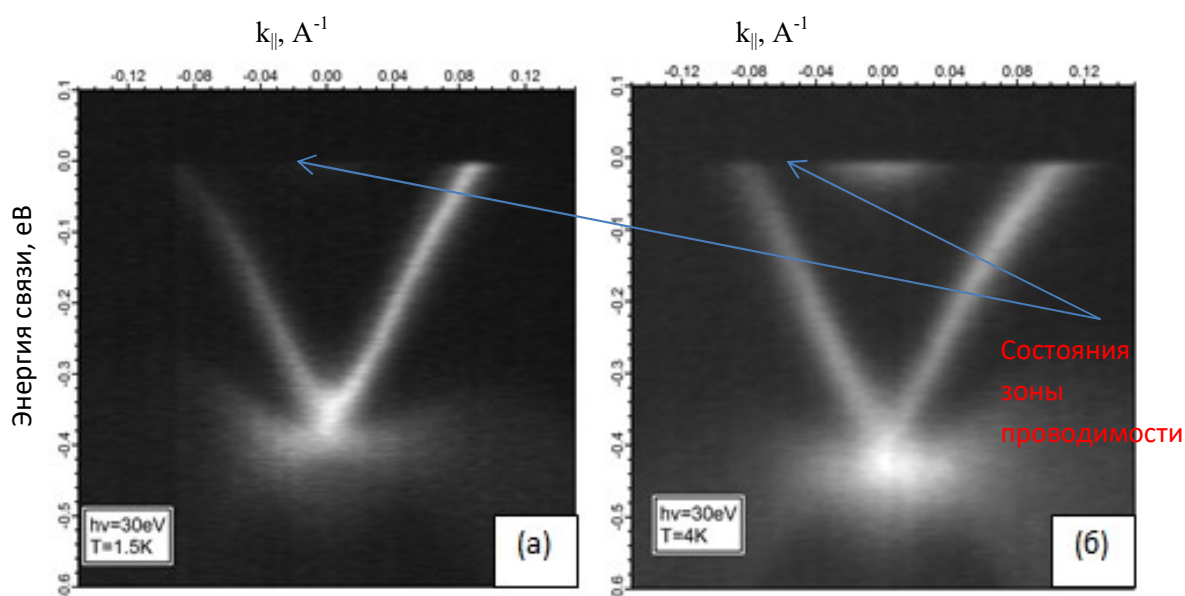 k||, A-1
k||, A-1
-0.12 -0.08 -0.04 0.00 0.04 0.08 0.12
-0.12 -0.08 -0.04 0.00 0.04 0.08 0.12
0.1
0.0
-0.1
-0.2
-0.3
-0.4
-0.5
0.6
0.1
0.0
-0.1
-0.2
-0.3
-0.4
-0.5
0.6
Энергия связи, еВ
Состояния
зоны
проводимости
hv=30eV
T=1.5K
(а)
hv=30eV
T=4K
(б)